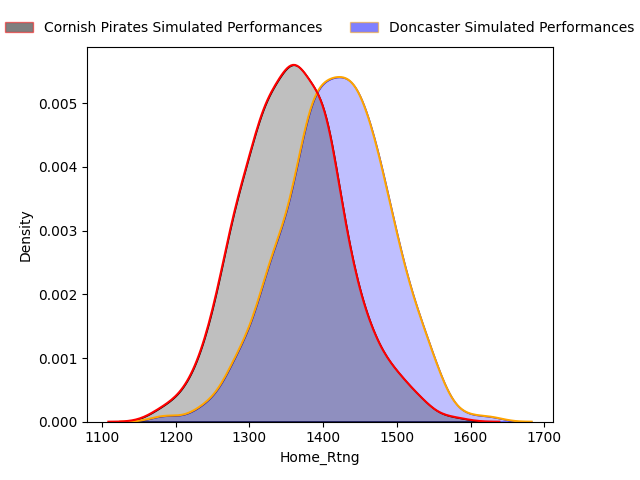 Cornish Pirates Simulated Performances Doncaster Simulated Performances
0.005
0.004
0.003
0.002
0.001
0.000
Density
1100 1200 1300 1400 1500 1600 1700
Home_Rtng